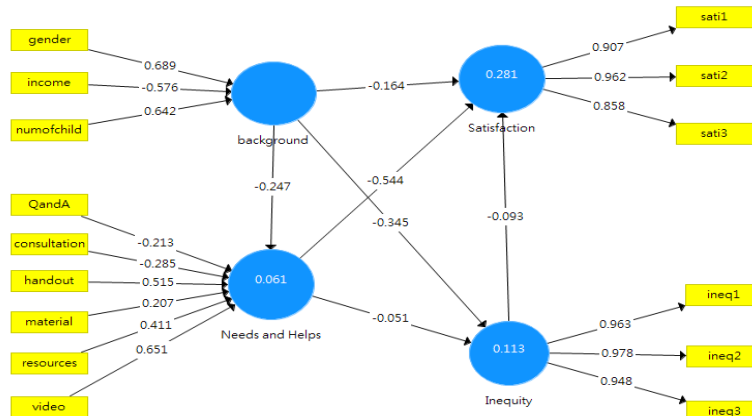 gender
income
numofchild
0.689
-0.576
0.642
background
-0.164
0.281
Satisfaction
0.907
0.962
0.858
sati1
sati2
sati3
-0.247
-0.544
-0.345
-0.093
QandA
consultation
handout
material
resources
video
-0.213
-0.285
0.515
0.207
0.411
0.651
0.061
Needs and Helps
-0.051
0.113
Inequity
0.963
0.978
0.948
ineq1
ineq2
ineq3